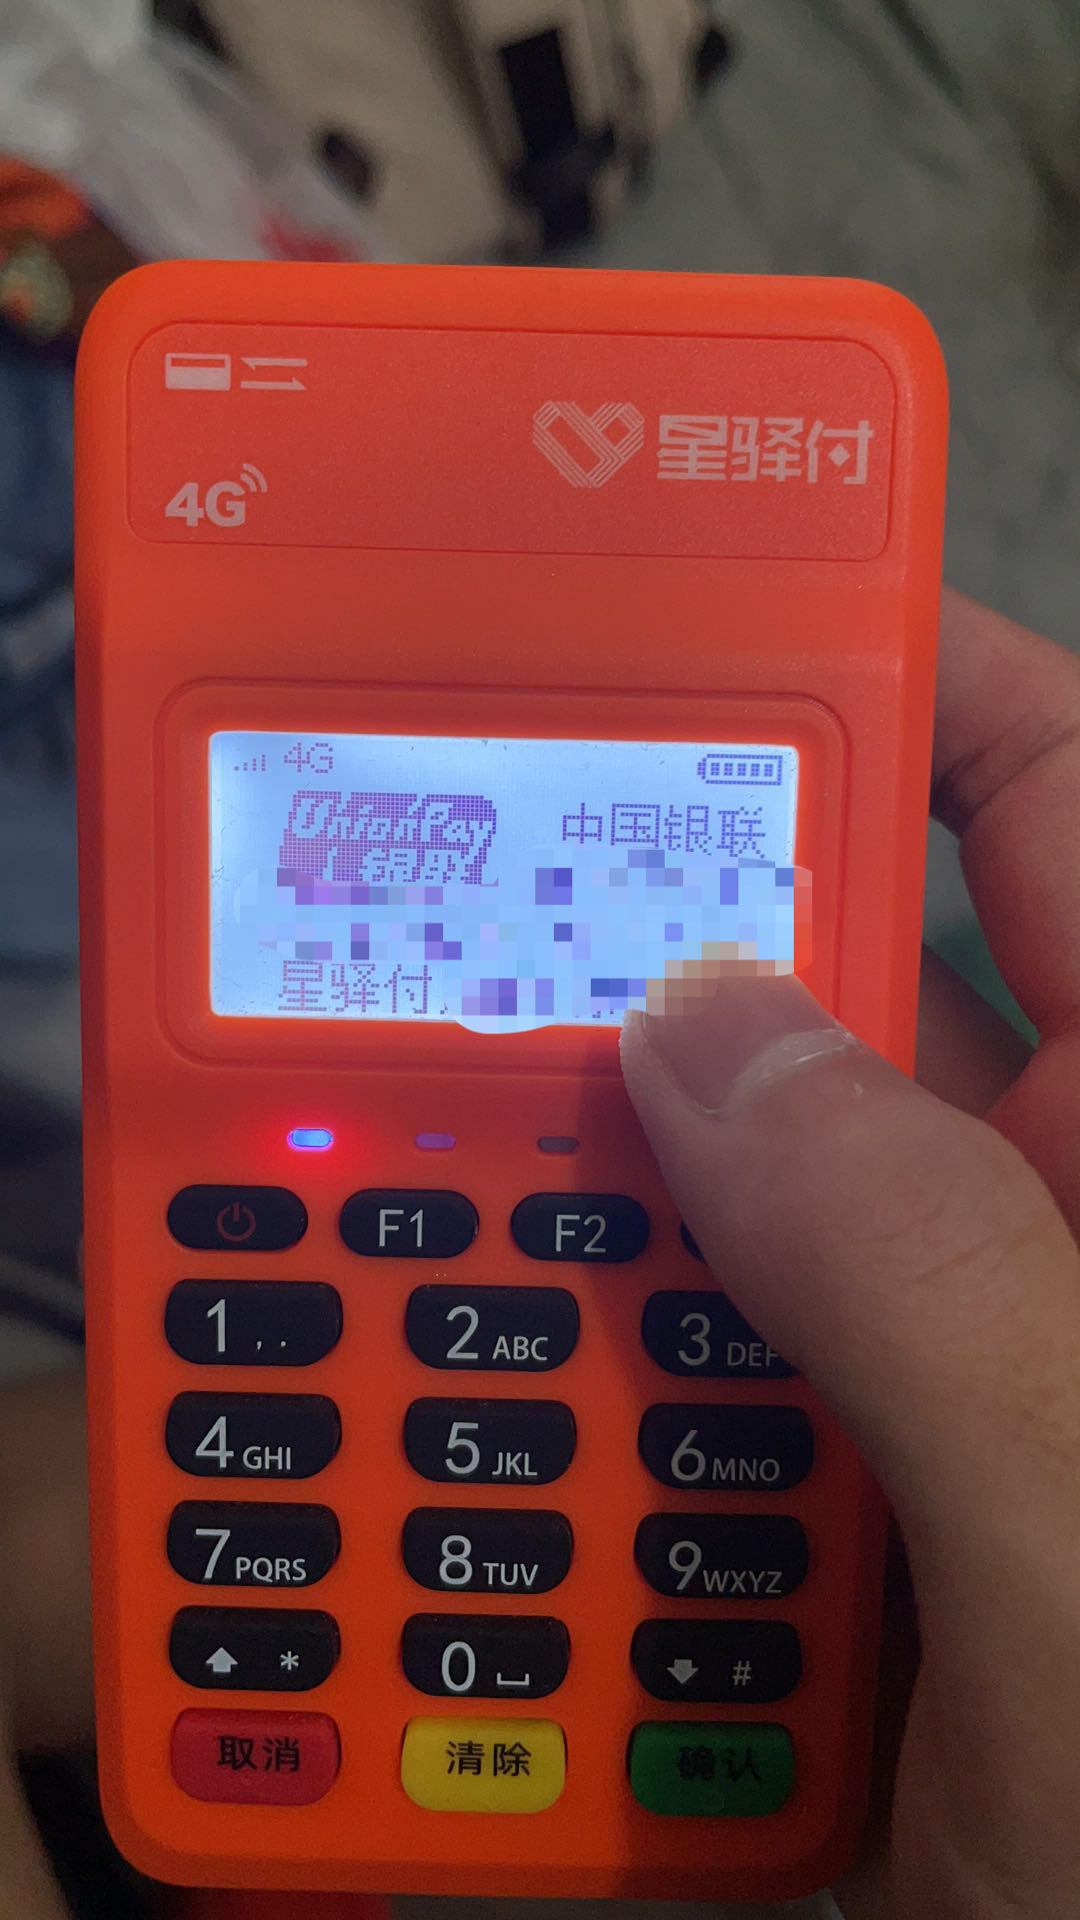 星驿付
4G
4G
UnionPay
银联
中国银联
星驿付
F1
F2
1 , .
2 ABC
3 DEF
4 GHI
5 JKL
6 MNO
7 PQRS
8 TUV
9 WXYZ
*
0
#
取消
清除
确认